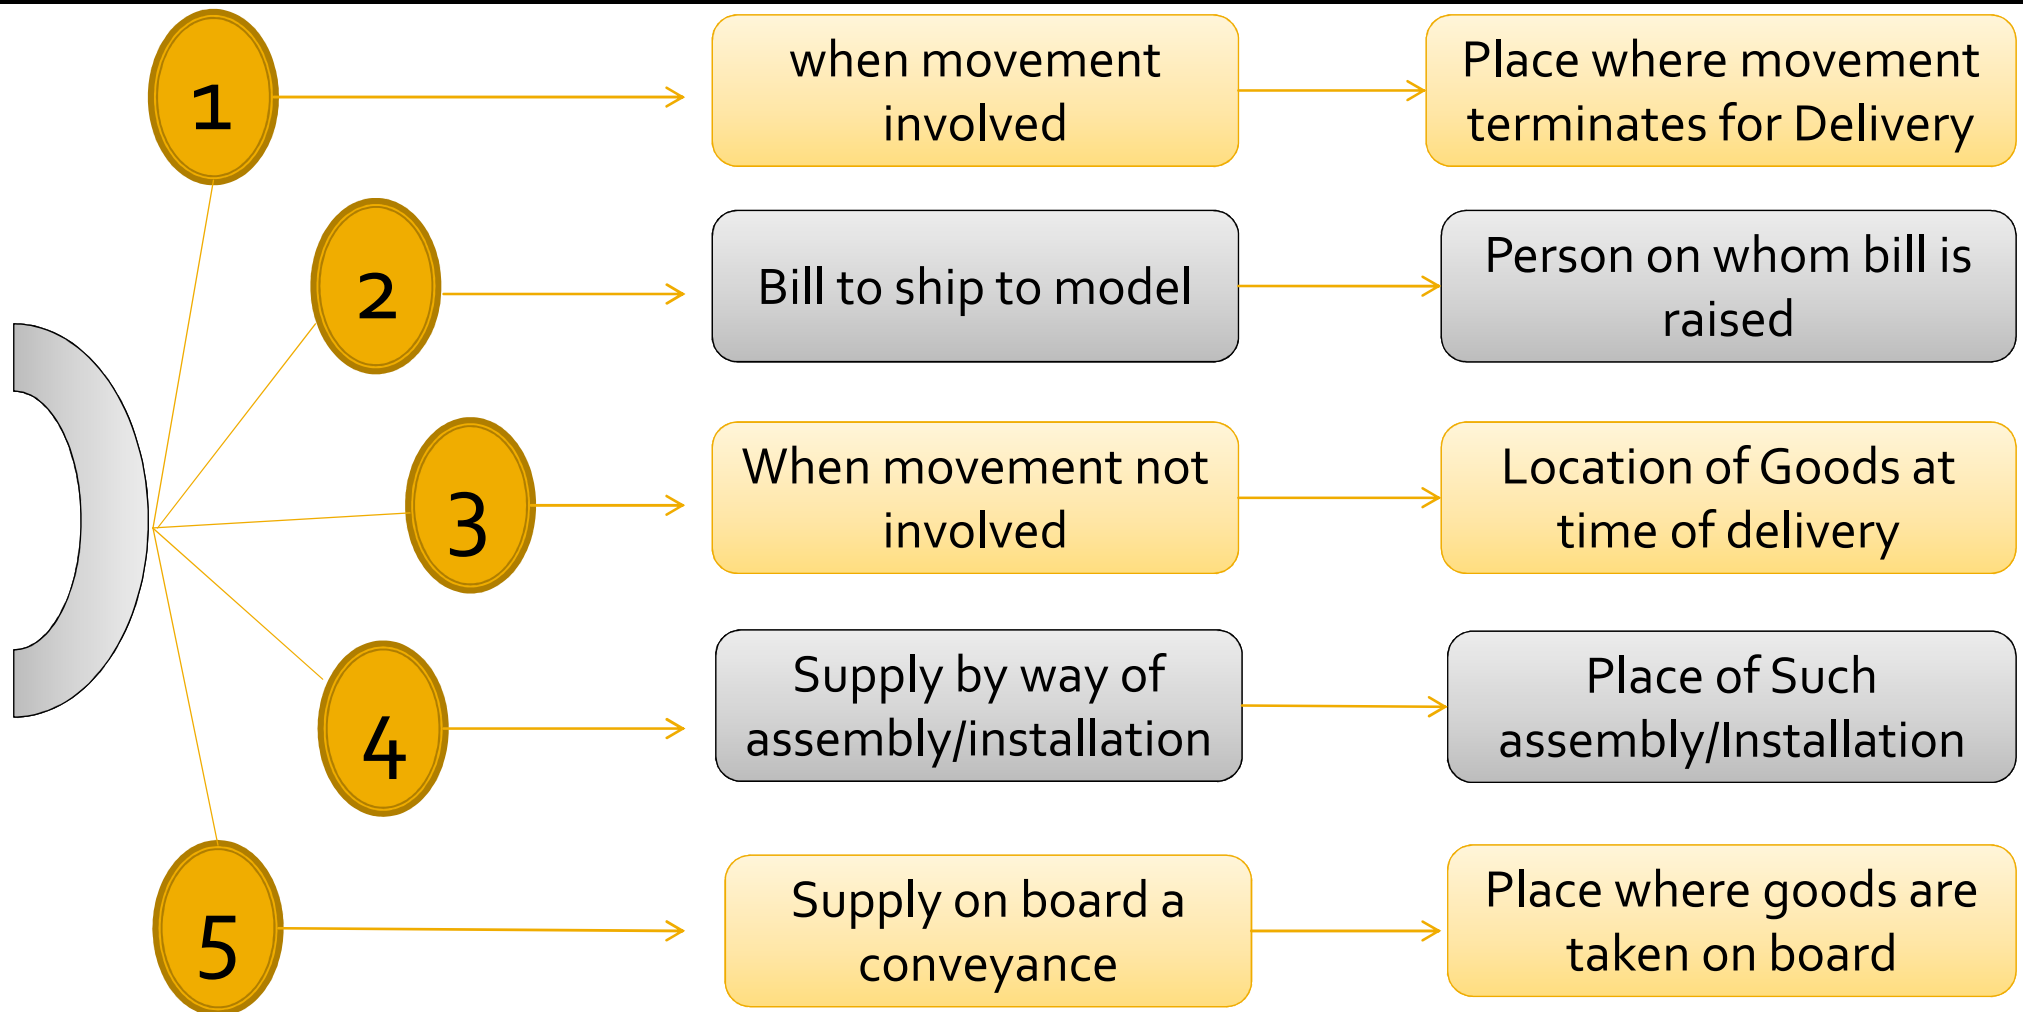 1
when movement
involved
Place where movement
terminates for Delivery
2
Bill to ship to model
Person on whom bill is
raised
3
When movement not
involved
Location of Goods at
time of delivery
4
Supply by way of
assembly/installation
Place of Such
assembly/Installation
5
Supply on board a
conveyance
Place where goods are
taken on board